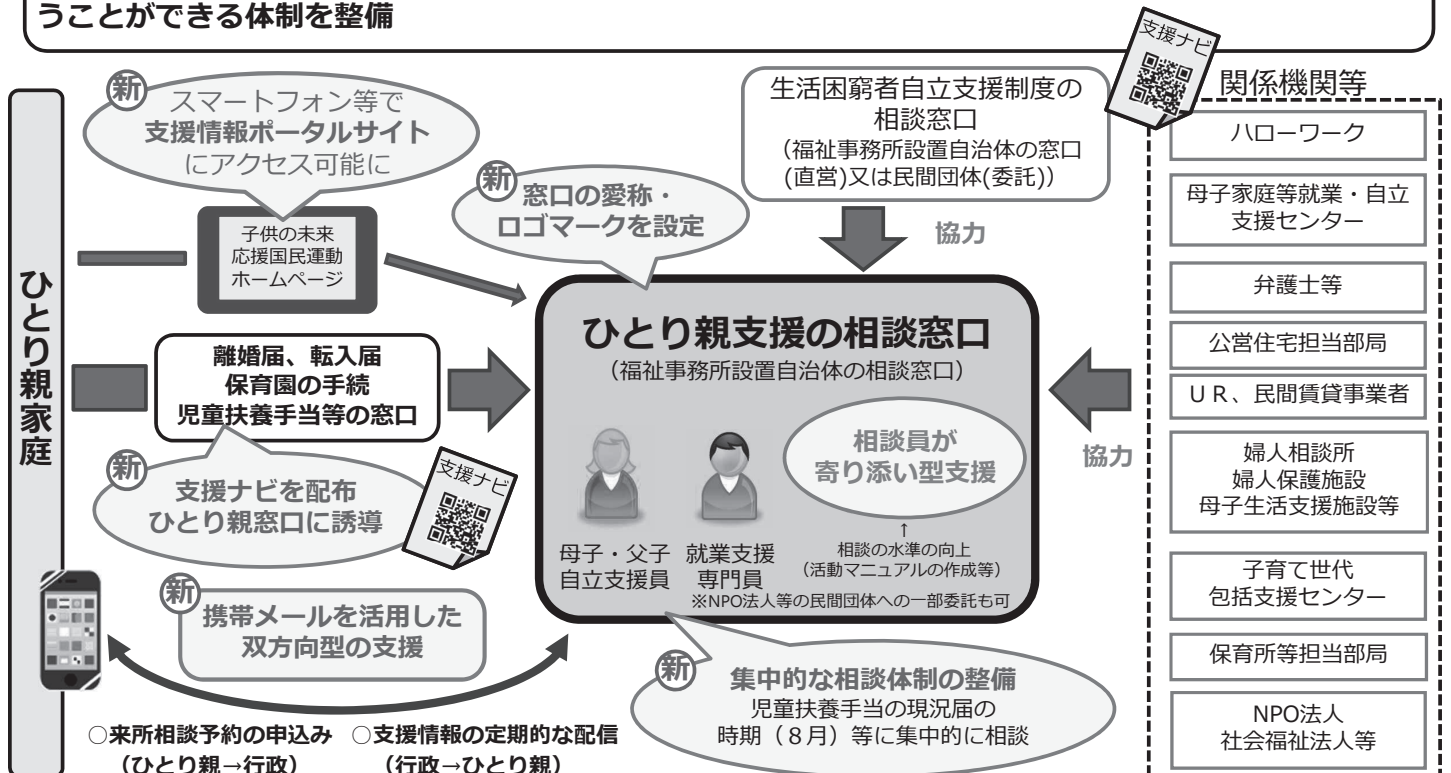 うことができる体制を整備
支援ナビ
関係機関等
新
スマートフォン等で
支援情報ポータルサイト
にアクセス可能に
子供の未来
応援国民運動
ホームページ
新
窓口の愛称・
ロゴマークを設定
生活困窮者自立支援制度の
相談窓口
(福祉事務所設置自治体の窓口
(直営)又は民間団体(委託))
協力
ひとり親家庭
離婚届、転入届
保育園の手続
児童扶養手当等の窓口
新
支援ナビを配布
ひとり親窓口に誘導
支援ナビ
新
携帯メールを活用した
双方向型の支援
○来所相談予約の申込み
(ひとり親→行政)
○支援情報の定期的な配信
(行政→ひとり親)
ひとり親支援の相談窓口
(福祉事務所設置自治体の相談窓口)
相談員が
寄り添い型支援
↑
相談の水準の向上
(活動マニュアルの作成等)
母子・父子
自立支援員
就業支援
専門員
※NPO法人等の民間団体への一部委託も可
新
集中的な相談体制の整備
児童扶養手当の現況届の
時期(8月)等に集中的に相談
協力
ハローワーク
母子家庭等就業・自立
支援センター
弁護士等
公営住宅担当部局
UR、民間賃貸事業者
婦人相談所
婦人保護施設
母子生活支援施設等
子育て世代
包括支援センター
保育所等担当部局
NPO法人
社会福祉法人等